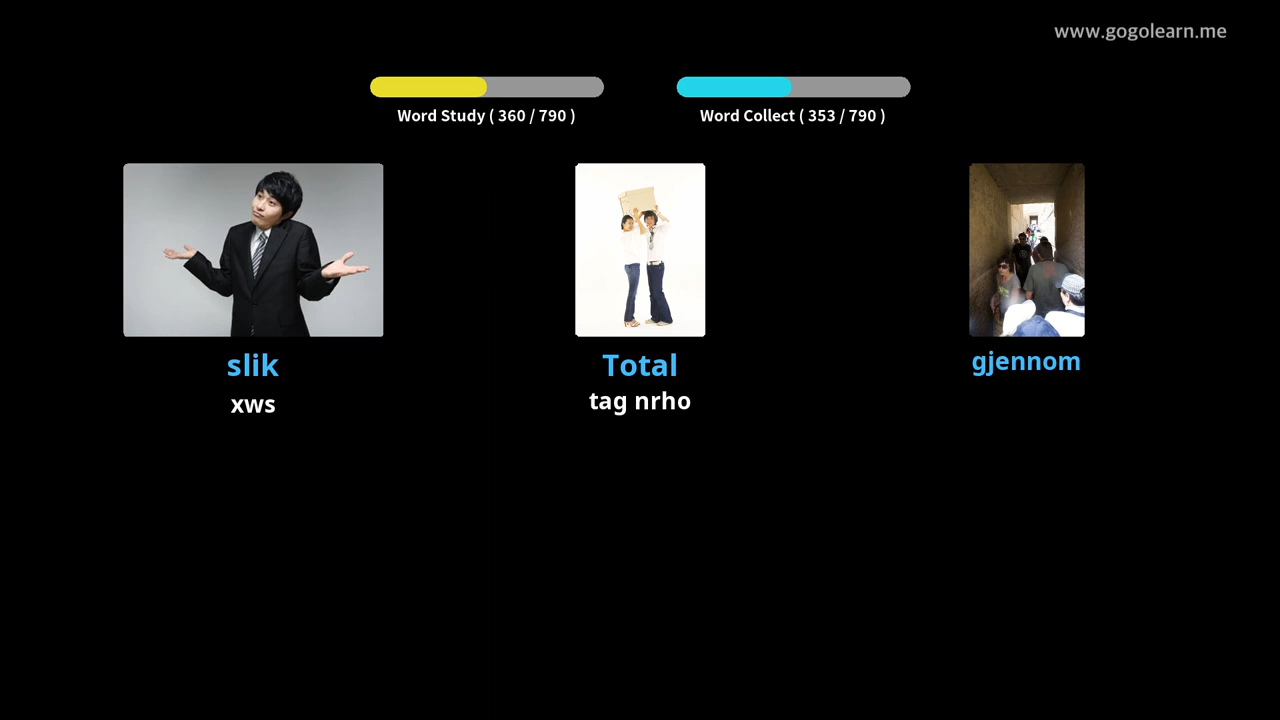 www.gogolearn.me
Word Study ( 360 / 790 )
Word Collect ( 353 / 790 )
slik
Total
gjennom
xws
tag nrho